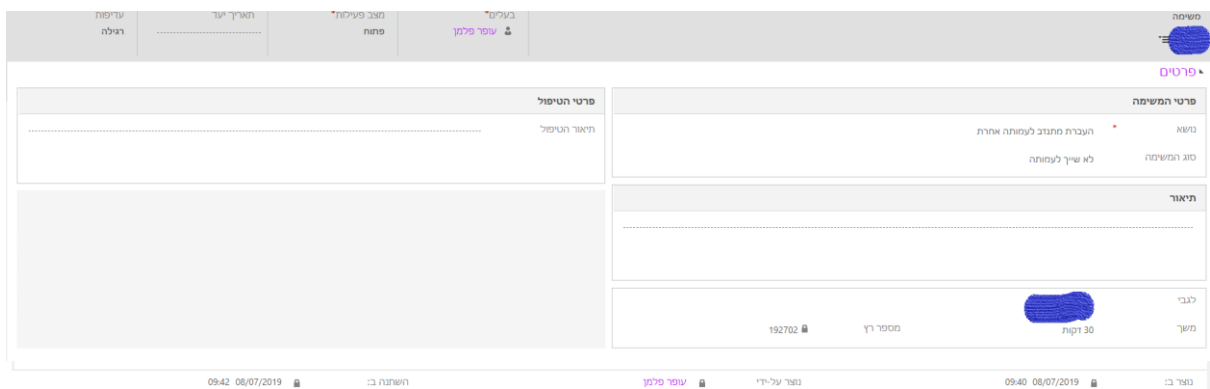 משימה
בעלים*
עופר פלמן
מצב פעילות*
פתוח
תאריך יעד
עדיפות
רגילה
פרטים
פרטי המשימה
נושא * העברת מתנדב לעמותה אחרת
סוג המשימה לא שייך לעמותה
תיאור
לגבי
משך 30 דקות מספר רץ 192702
פרטי הטיפול
תיאור הטיפול
נוצר ב: 08/07/2019 09:40 נוצר על-ידי עופר פלמן השתנה ב: 08/07/2019 09:42